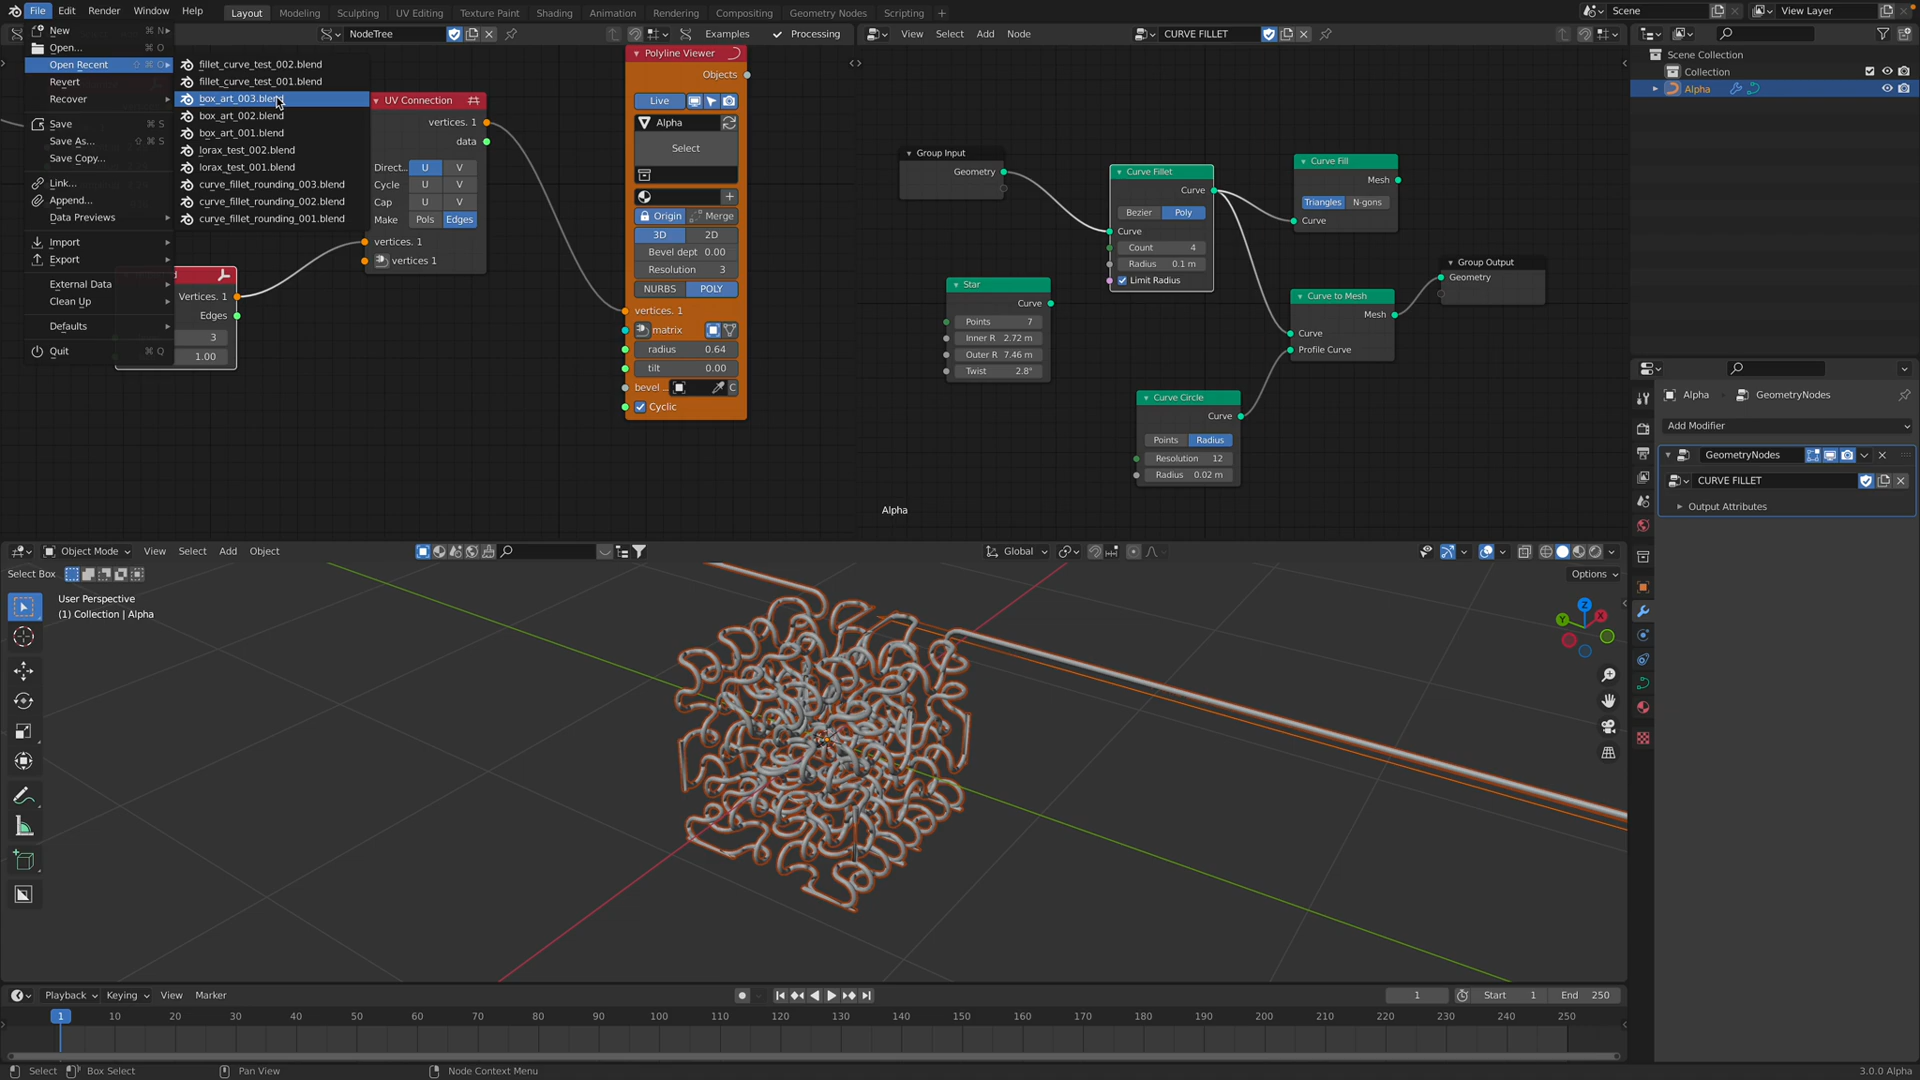 File Edit Render Window Help
Layout Modeling Sculpting UV Editing Texture Paint Shading Animation Rendering Compositing Geometry Nodes Scripting +
Scene
View Layer
New ⌘ N
Open... ⌘ O
Open Recent ⇧ ⌘ O
Revert
Recover
Save ⌘ S
Save As... ⇧ ⌘ S
Save Copy...
Link...
Append...
Data Previews
Import
Export
External Data
Clean Up
Defaults
Quit ⌘ Q
fillet_curve_test_002.blend
fillet_curve_test_001.blend
box_art_003.blend
box_art_002.blend
box_art_001.blend
lorax_test_002.blend
lorax_test_001.blend
curve_fillet_rounding_003.blend
curve_fillet_rounding_002.blend
curve_fillet_rounding_001.blend
NodeTree
Examples
Processing
Vertices. 1
Edges
3
1.00
UV Connection
vertices. 1
data
Direct.. U V
Cycle U V
Cap U V
Make Pols Edges
vertices. 1
vertices 1
Polyline Viewer
Objects
Live
Alpha
Select
Origin Merge
3D 2D
Bevel dept 0.00
Resolution 3
NURBS POLY
vertices. 1
matrix
radius 0.64
tilt 0.00
bevel .. C
Cyclic
View Select Add Node
CURVE FILLET
Group Input
Geometry
Star
Curve
Points 7
Inner R 2.72 m
Outer R 7.46 m
Twist 2.8°
Curve Fillet
Curve
Bezier Poly
Curve
Count 4
Radius 0.1 m
Limit Radius
Curve Circle
Curve
Points Radius
Resolution 12
Radius 0.02 m
Curve Fill
Mesh
Triangles N-gons
Curve
Curve to Mesh
Mesh
Curve
Profile Curve
Group Output
Geometry
Alpha
Scene Collection
Collection
Alpha
Alpha GeometryNodes
Add Modifier
GeometryNodes
CURVE FILLET
Output Attributes
Object Mode View Select Add Object
Global
Select Box
Options
User Perspective
(1) Collection | Alpha
Z
X
Y
Playback Keying View Marker
1 Start 1 End 250
1 10 20 30 40 50 60 70 80 90 100 110 120 130 140 150 160 170 180 190 200 210 220 230 240 250
Select Box Select Pan View Node Context Menu
3.0.0 Alpha